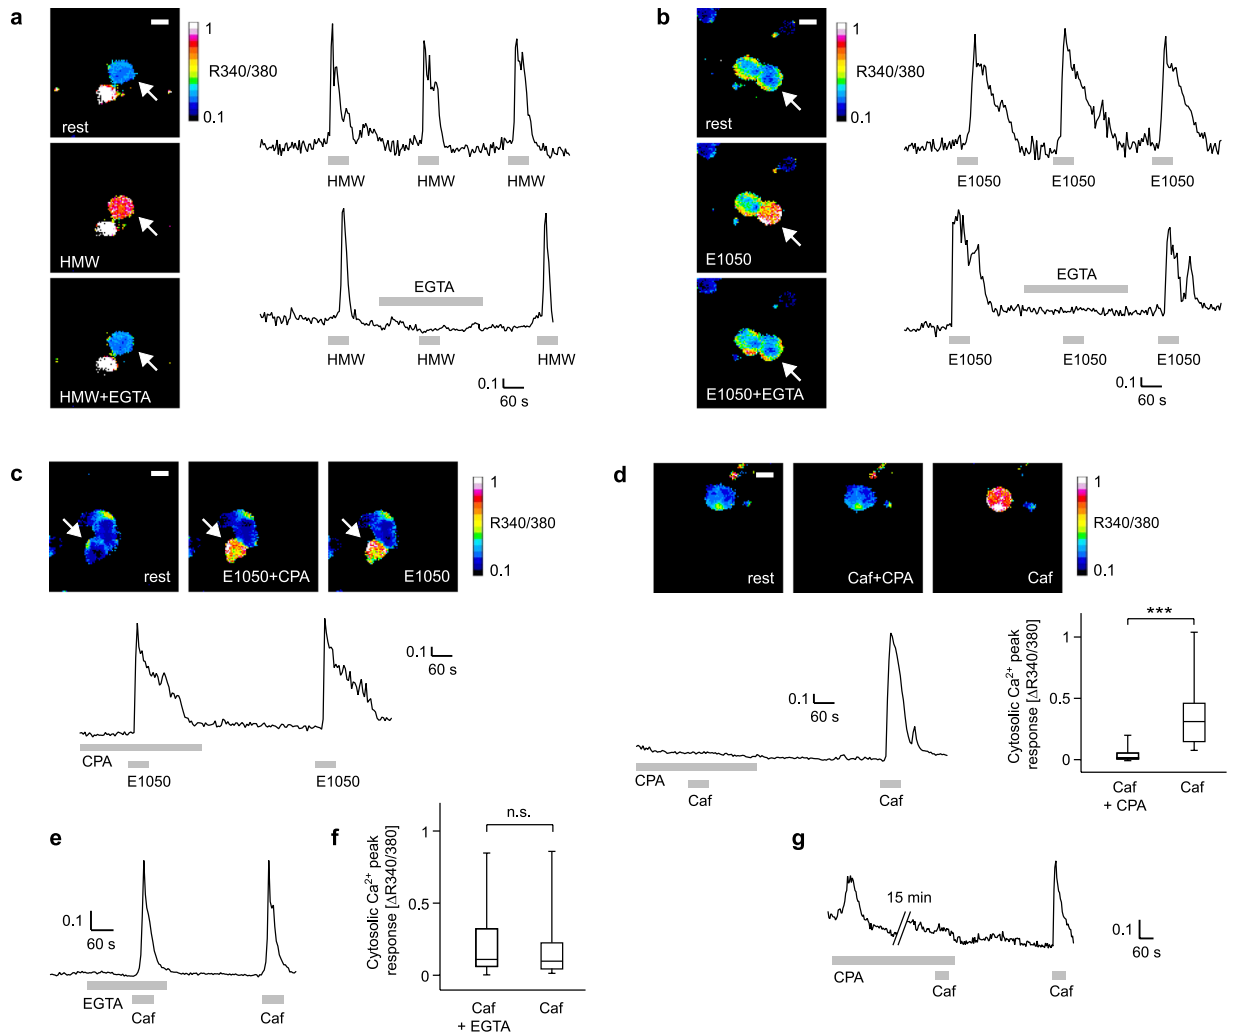 a
1
R340/380
0.1
rest
HMW
HMW+EGTA
HMW
HMW
HMW
EGTA
HMW
HMW
HMW
0.1
60 s
b
1
R340/380
0.1
rest
E1050
E1050+EGTA
E1050
E1050
E1050
EGTA
E1050
E1050
E1050
0.1
60 s
c
rest
E1050+CPA
E1050
1
R340/380
0.1
0.1
60 s
CPA
E1050
E1050
d
rest
Caf+CPA
Caf
1
R340/380
0.1
0.1
60 s
CPA
Caf
Caf
Cytosolic Ca²⁺ peak
response [ΔR340/380]
1
0.5
0
***
Caf
+ CPA
Caf
e
0.1
60 s
EGTA
Caf
Caf
f
Cytosolic Ca²⁺ peak
response [ΔR340/380]
1
0.5
0
n.s.
Caf
+ EGTA
Caf
g
15 min
0.1
60 s
CPA
Caf
Caf